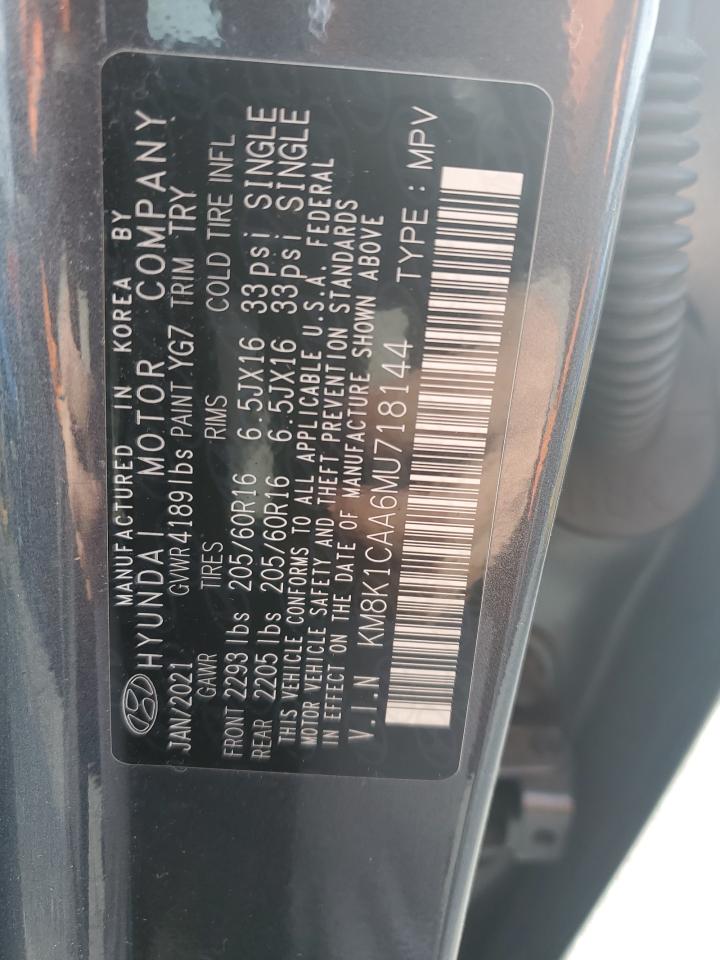 MANUFACTURED IN KOREA BY
HYUNDAI MOTOR COMPANY
JAN/2021 GVWR4189lbs PAINT YG7 TRIM TRY
GAWR TIRES RIMS COLD TIRE INFL
FRONT 2293 lbs 205/60R16 6.5JX16 33psi SINGLE
REAR 2205 lbs 205/60R16 6.5JX16 33psi SINGLE
THIS VEHICLE CONFORMS TO ALL APPLICABLE U.S.A. FEDERAL
MOTOR VEHICLE SAFETY AND THEFT PREVENTION STANDARDS
IN EFFECT ON THE DATE OF MANUFACTURE SHOWN ABOVE
V.I.N KM8K1CAA6MU718144 TYPE : MPV